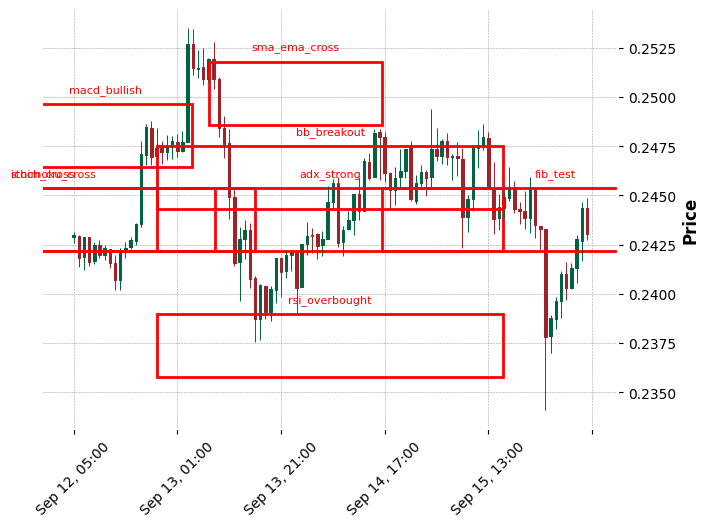 sma_ema_cross
macd_bullish
bb_breakout
adx_strong
fib_test
rsi_overbought
0.2525
0.2500
0.2475
0.2450
0.2425
0.2400
0.2375
0.2350
Price
Sep 12, 05:00
Sep 13, 01:00
Sep 13, 21:00
Sep 14, 17:00
Sep 15, 13:00